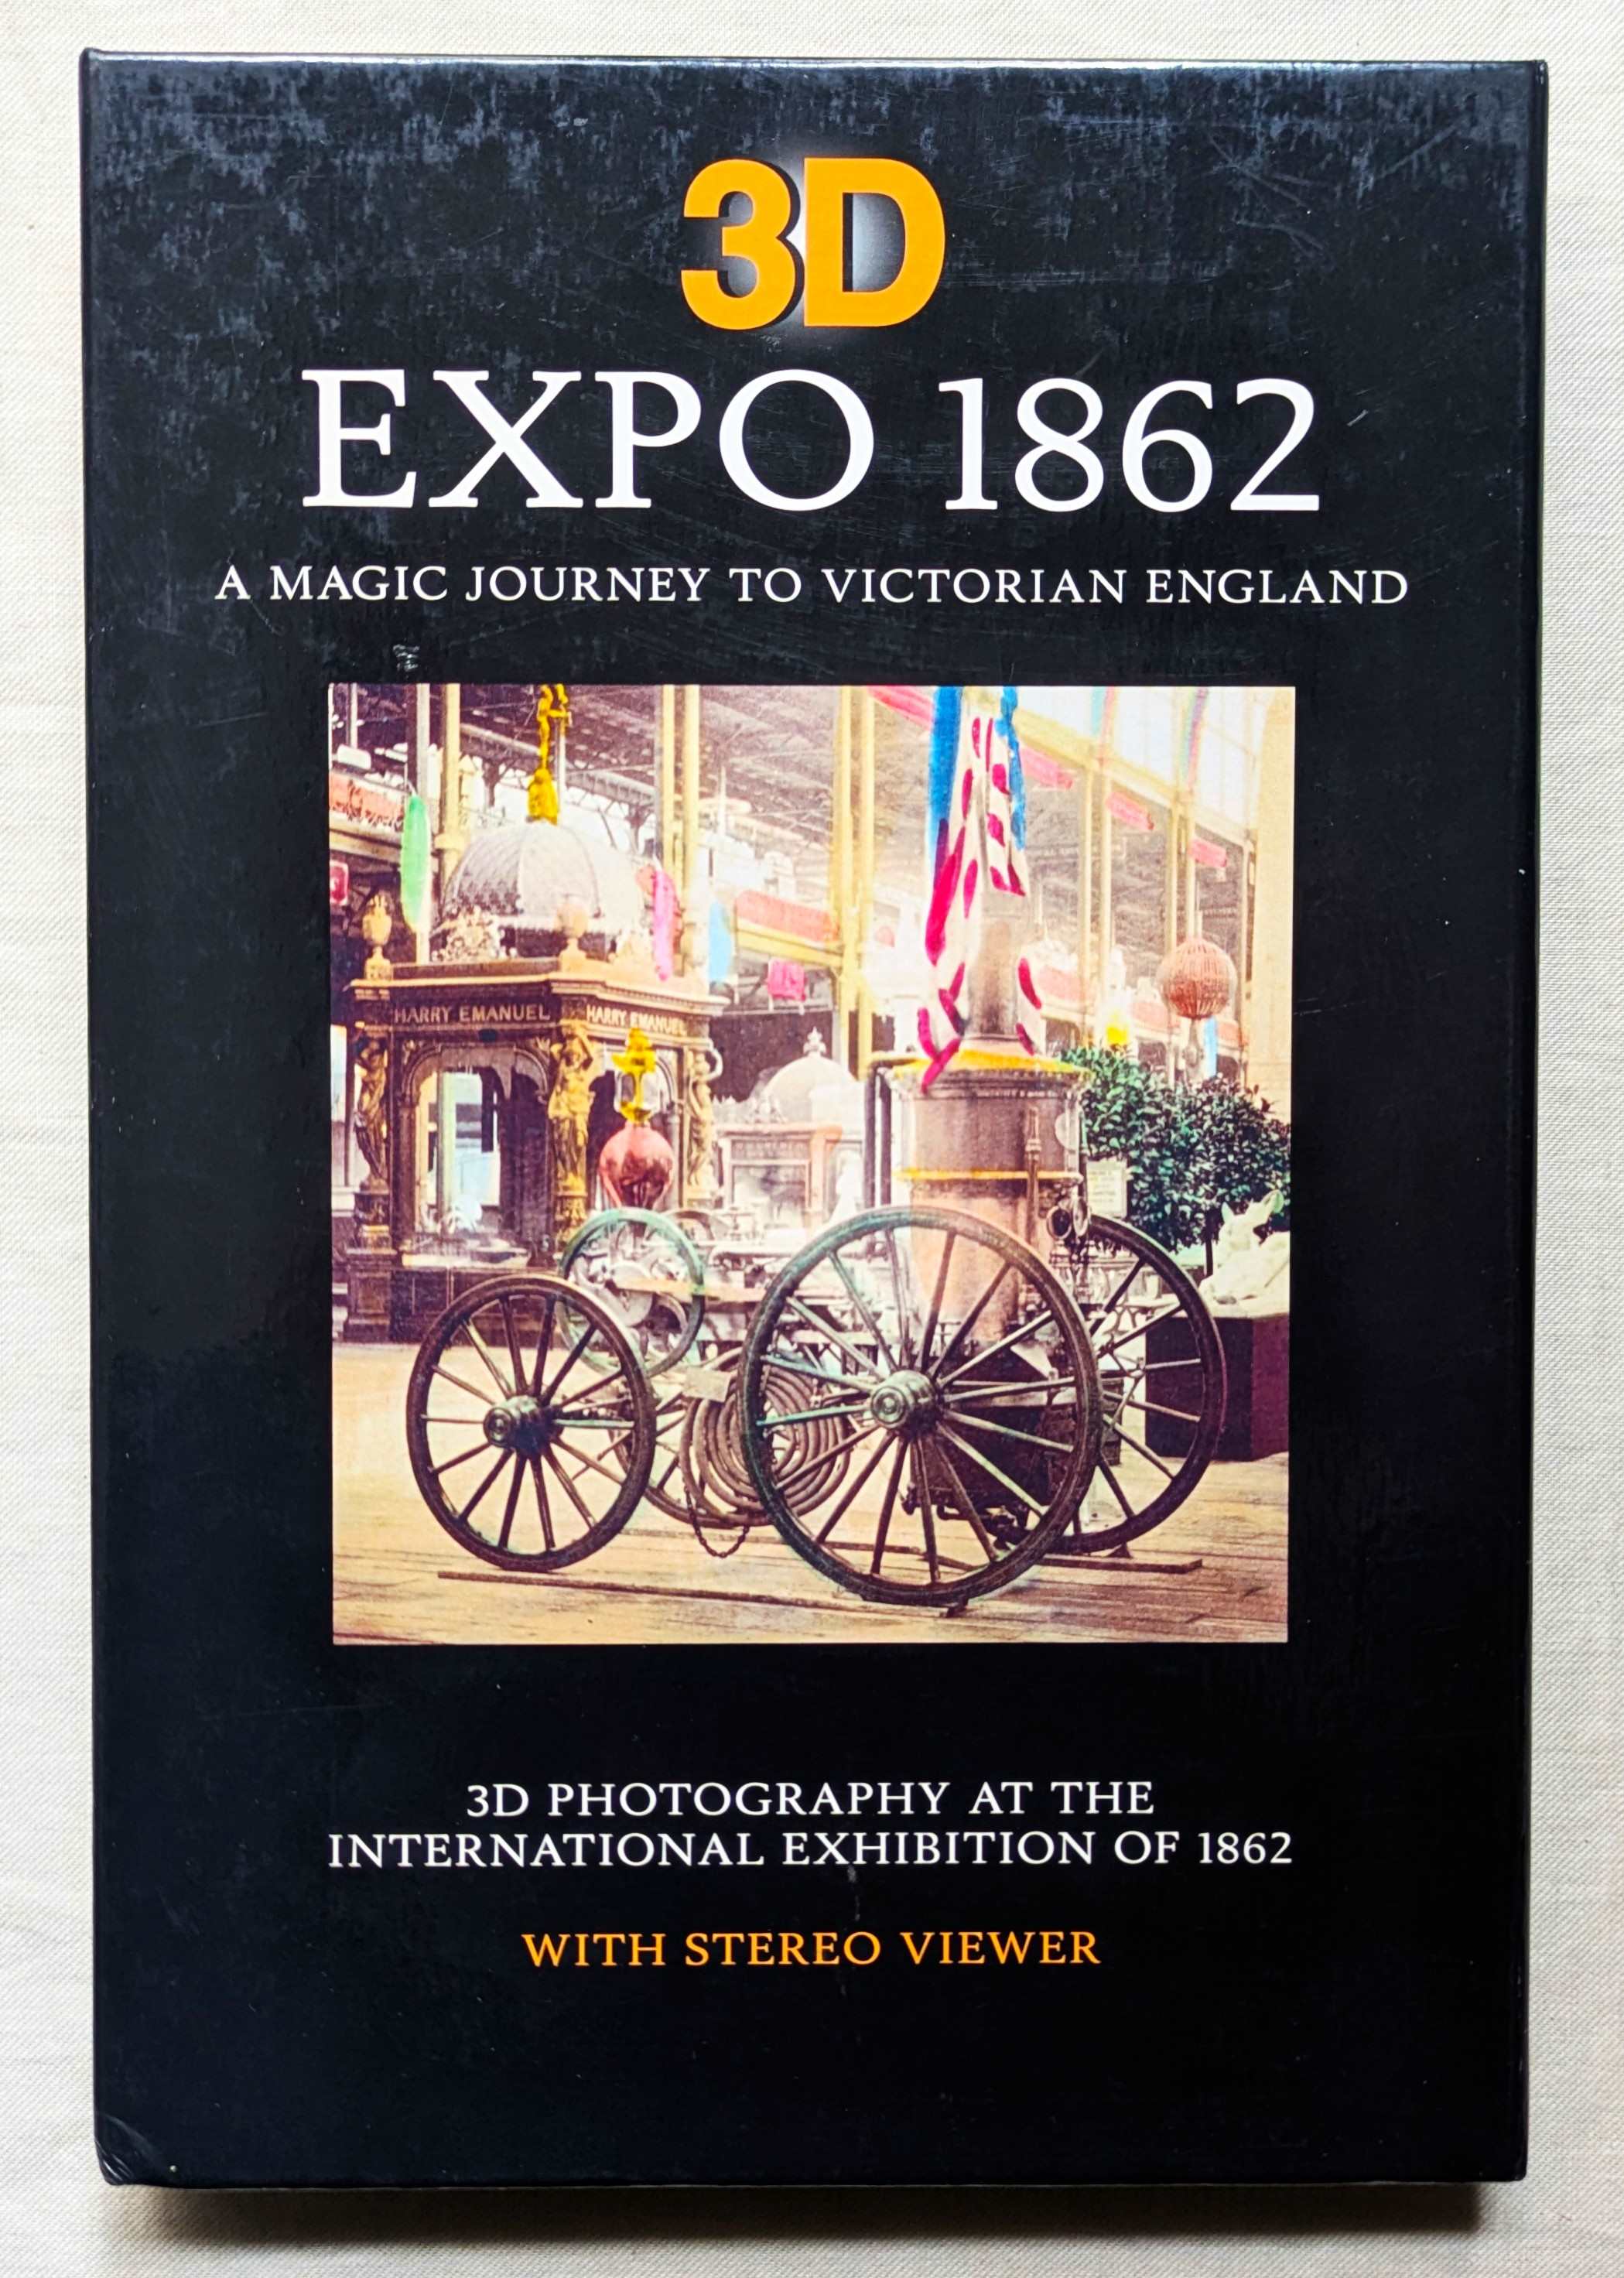 3D
EXPO 1862
A MAGIC JOURNEY TO VICTORIAN ENGLAND
HARRY EMANUEL HARRY EMANUEL
3D PHOTOGRAPHY AT THE
INTERNATIONAL EXHIBITION OF 1862
WITH STEREO VIEWER